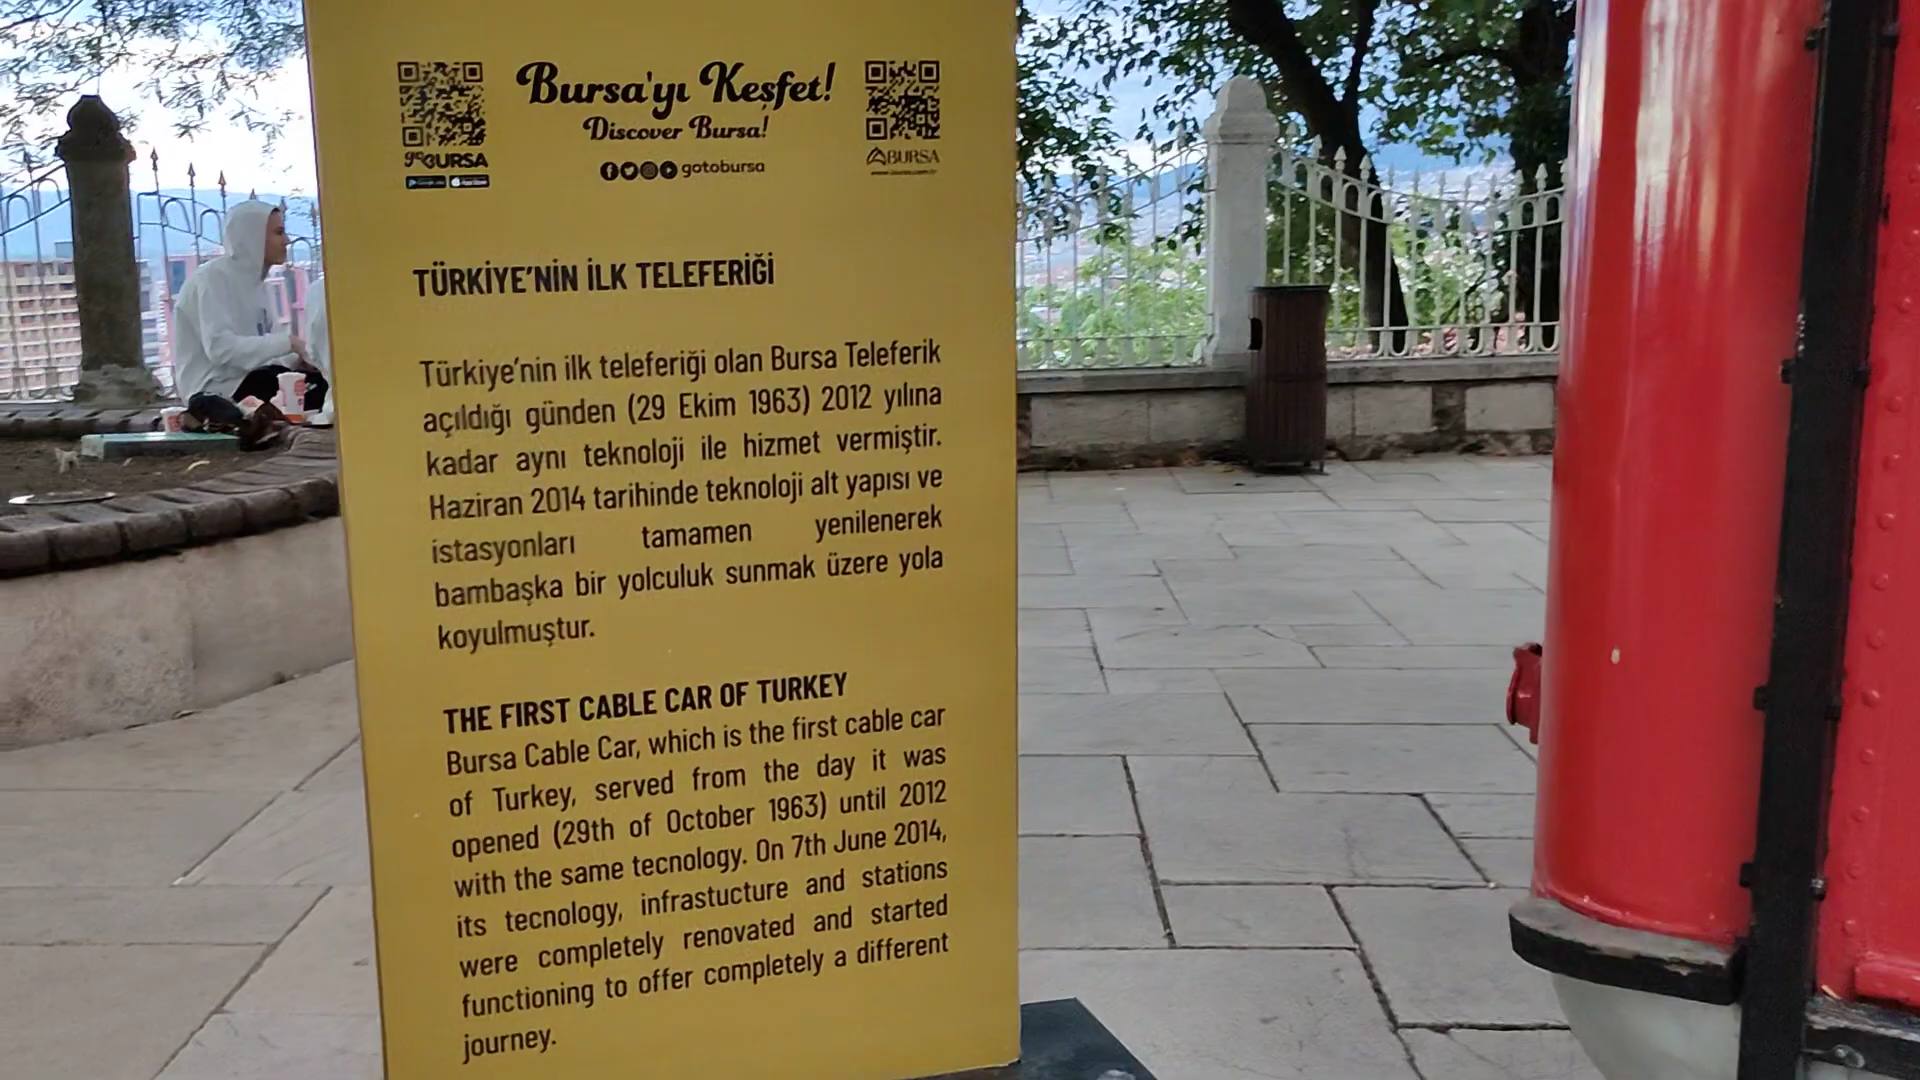 Bursa'yı Keşfet!
Discover Bursa!
gotobursa
goBURSA
BURSA
TÜRKİYE'NİN İLK TELEFERİĞİ
Türkiye'nin ilk teleferiği olan Bursa Teleferik
açıldığı günden (29 Ekim 1963) 2012 yılına
kadar aynı teknoloji ile hizmet vermiştir.
Haziran 2014 tarihinde teknoloji alt yapısı ve
istasyonları tamamen yenilenerek
bambaşka bir yolculuk sunmak üzere yola
koyulmuştur.
THE FIRST CABLE CAR OF TURKEY
Bursa Cable Car, which is the first cable car
of Turkey, served from the day it was
opened (29th of October 1963) until 2012
with the same tecnology. On 7th June 2014,
its tecnology, infrastucture and stations
were completely renovated and started
functioning to offer completely a different
journey.